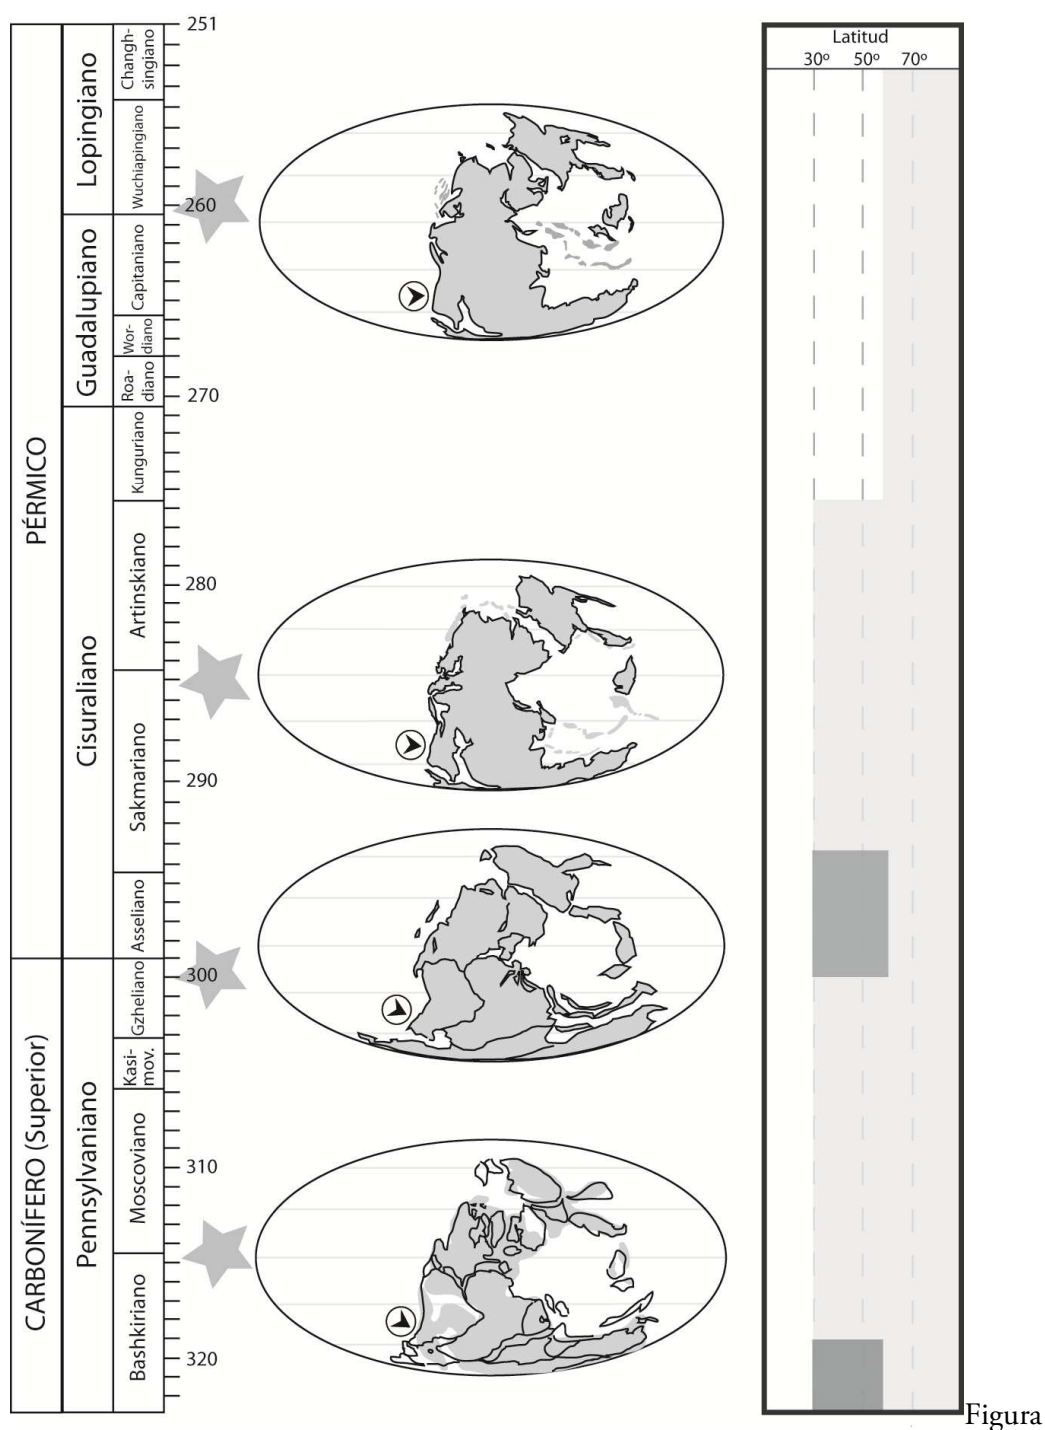 251
Latitud
30º 50º 70º
PÉRMICO
CARBONÍFERO (Superior)
Lopingiano
Guadalupiano
Cisuraliano
Pennsylvaniano
Changh-
singiano
Wuchiapingiano
Capitaniano
Wor-
diano
Roa-
diano
Kunguriano
Artinskiano
Sakmariano
Asseliano
Gzheliano
Kasi-
mov.
Moscoviano
Bashkiriano
260
270
280
290
300
310
320
Figura